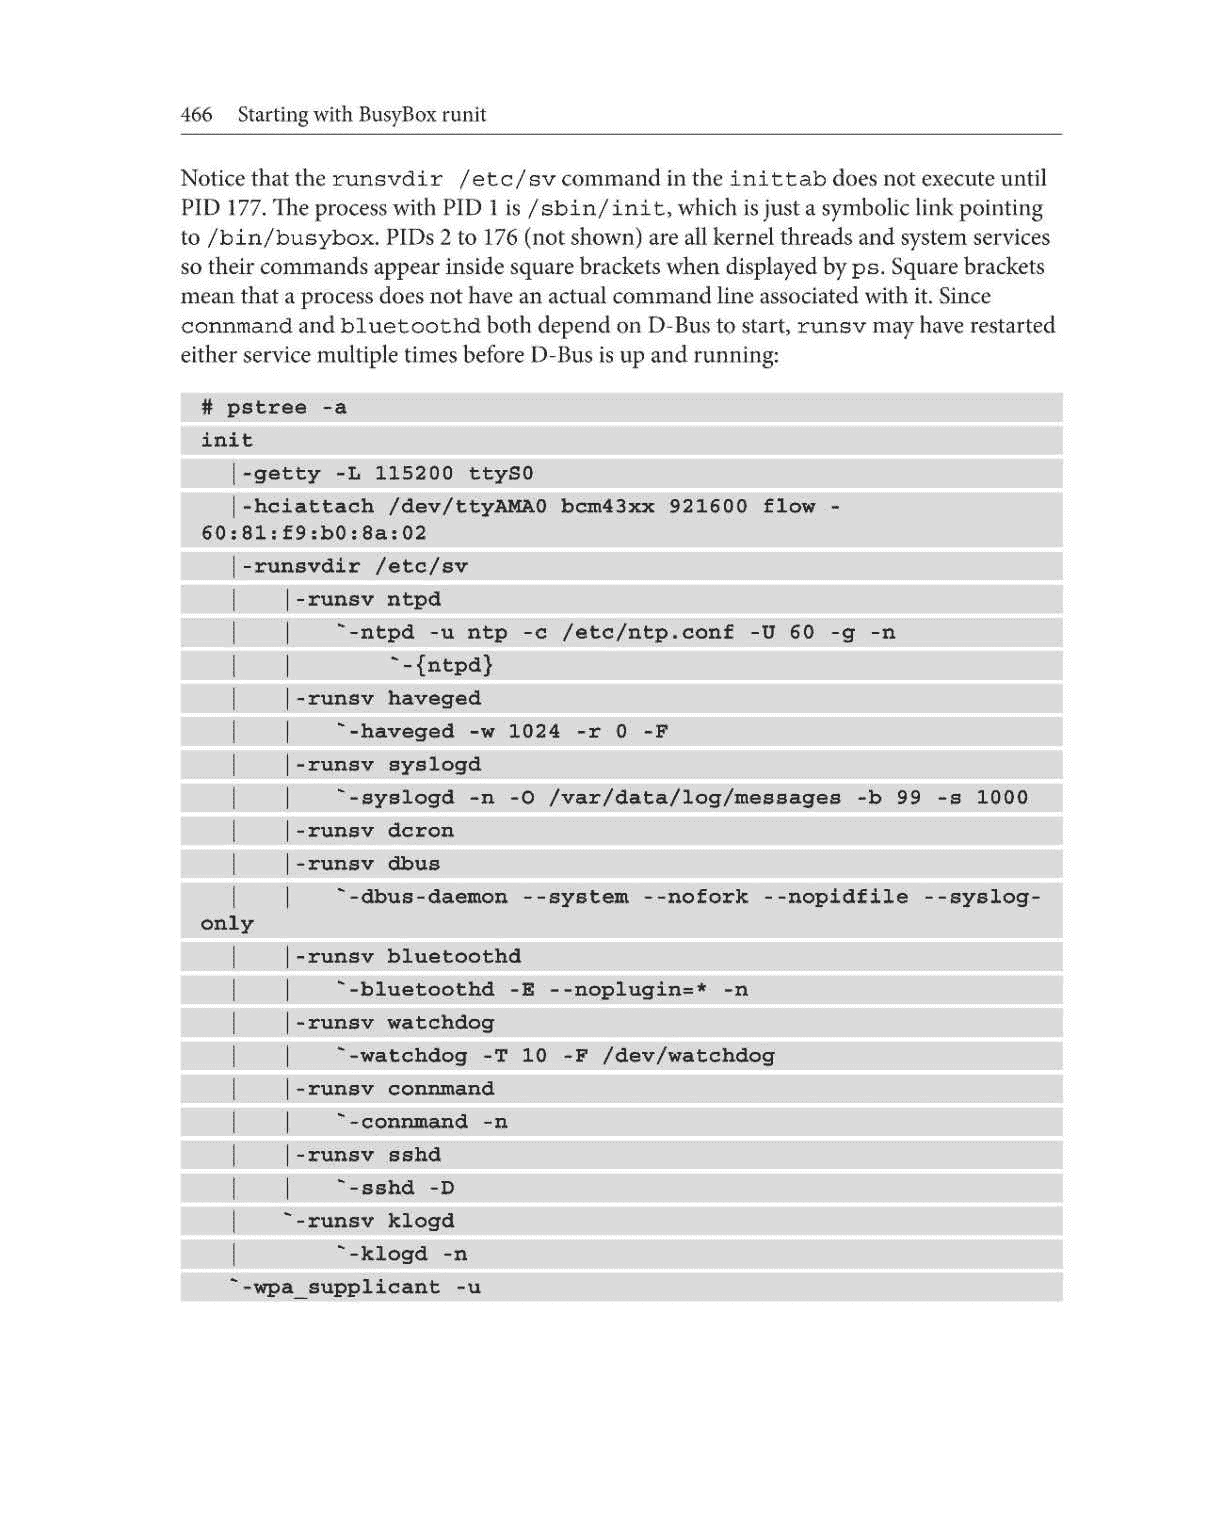 466 Starting with BusyBox runit
Notice that the runsvdir /etc/sv command in the inittab does not execute until
PID 177. The process with PID 1 is /sbin/init, which is just a symbolic link pointing
to /bin/busybox. PIDs 2 to 176 (not shown) are all kernel threads and system services
so their commands appear inside square brackets when displayed by ps. Square brackets
mean that a process does not have an actual command line associated with it. Since
connmand and bluetoothd both depend on D-Bus to start, runsv may have restarted
either service multiple times before D-Bus is up and running:
# pstree -a
init
  |-getty -L 115200 ttyS0
  |-hciattach /dev/ttyAMA0 bcm43xx 921600 flow -
60:81:f9:b0:8a:02
  |-runsvdir /etc/sv
  |   |-runsv ntpd
  |   |   `-ntpd -u ntp -c /etc/ntp.conf -U 60 -g -n
  |   |       `-{ntpd}
  |   |-runsv haveged
  |   |   `-haveged -w 1024 -r 0 -F
  |   |-runsv syslogd
  |   |   `-syslogd -n -O /var/data/log/messages -b 99 -s 1000
  |   |-runsv dcron
  |   |-runsv dbus
  |   |   `-dbus-daemon --system --nofork --nopidfile --syslog-
only
  |   |-runsv bluetoothd
  |   |   `-bluetoothd -E --noplugin=* -n
  |   |-runsv watchdog
  |   |   `-watchdog -T 10 -F /dev/watchdog
  |   |-runsv connmand
  |   |   `-connmand -n
  |   |-runsv sshd
  |   |   `-sshd -D
  |   `-runsv klogd
  |       `-klogd -n
  `-wpa_supplicant -u